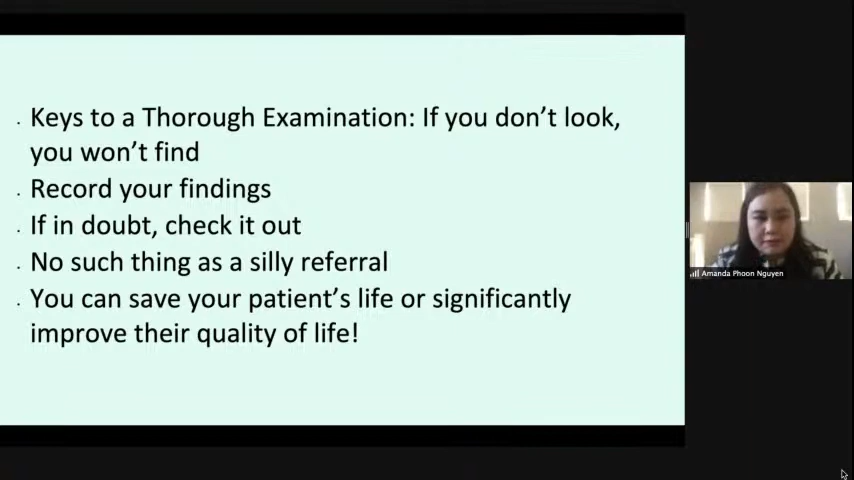 Keys to a Thorough Examination: If you don't look,
you won't find
Record your findings
If in doubt, check it out
No such thing as a silly referral
You can save your patient's life or significantly
improve their quality of life!
Amanda Phoon Nguyen